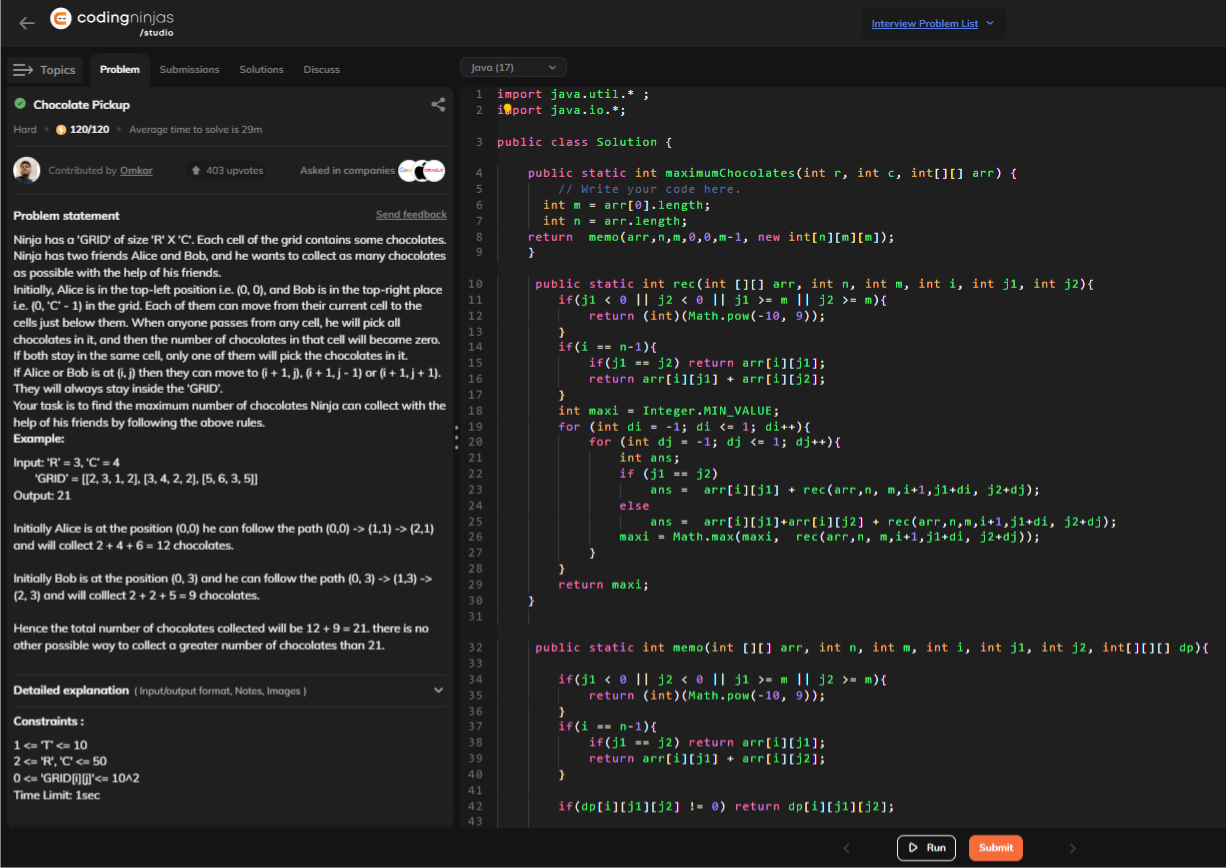 codingninjas
/studio
Interview Problem List
Topics
Problem
Submissions
Solutions
Discuss
Chocolate Pickup
Hard
120/120
Average time to solve is 29m
Contributed by Omkar
403 upvotes
Asked in companies
ORACLE
Problem statement
Send feedback
Ninja has a 'GRID' of size 'R' X 'C'. Each cell of the grid contains some chocolates.
Ninja has two friends Alice and Bob, and he wants to collect as many chocolates
as possible with the help of his friends.
Initially, Alice is in the top-left position i.e. (0, 0), and Bob is in the top-right place
i.e. (0, 'C' - 1) in the grid. Each of them can move from their current cell to the
cells just below them. When anyone passes from any cell, he will pick all
chocolates in it, and then the number of chocolates in that cell will become zero.
If both stay in the same cell, only one of them will pick the chocolates in it.
If Alice or Bob is at (i, j) then they can move to (i + 1, j), (i + 1, j - 1) or (i + 1, j + 1).
They will always stay inside the 'GRID'.
Your task is to find the maximum number of chocolates Ninja can collect with the
help of his friends by following the above rules.
Example:
Input: 'R' = 3, 'C' = 4
'GRID' = [[2, 3, 1, 2], [3, 4, 2, 2], [5, 6, 3, 5]]
Output: 21
Initially Alice is at the position (0,0) he can follow the path (0,0) -> (1,1) -> (2,1)
and will collect 2 + 4 + 6 = 12 chocolates.
Initially Bob is at the position (0, 3) and he can follow the path (0, 3) -> (1,3) ->
(2, 3) and will colllect 2 + 2 + 5 = 9 chocolates.
Hence the total number of chocolates collected will be 12 + 9 = 21. there is no
other possible way to collect a greater number of chocolates than 21.
Detailed explanation ( Input/output format, Notes, Images )
Constraints :
1 <= 'T' <= 10
2 <= 'R', 'C' <= 50
0 <= 'GRID[i][j]'<= 10^2
Time Limit: 1sec
Java (17)
1 import java.util.* ;
2 import java.io.*;
3 public class Solution {
4 public static int maximumChocolates(int r, int c, int[][] arr) {
5 // Write your code here.
6 int m = arr[0].length;
7 int n = arr.length;
8 return  memo(arr,n,m,0,0,m-1, new int[n][m][m]);
9 }
10 public static int rec(int [][] arr, int n, int m, int i, int j1, int j2){
11 if(j1 < 0 || j2 < 0 || j1 >= m || j2 >= m){
12 return (int)(Math.pow(-10, 9));
13 }
14 if(i == n-1){
15 if(j1 == j2) return arr[i][j1];
16 return arr[i][j1] + arr[i][j2];
17 }
18 int maxi = Integer.MIN_VALUE;
19 for (int di = -1; di <= 1; di++){
20 for (int dj = -1; dj <= 1; dj++){
21 int ans;
22 if (j1 == j2)
23 ans =  arr[i][j1] + rec(arr,n, m,i+1,j1+di, j2+dj);
24 else
25 ans =  arr[i][j1]+arr[i][j2] + rec(arr,n,m,i+1,j1+di, j2+dj);
26 maxi = Math.max(maxi,  rec(arr,n, m,i+1,j1+di, j2+dj));
27 }
28 }
29 return maxi;
30 }
31
32 public static int memo(int [][] arr, int n, int m, int i, int j1, int j2, int[][][] dp){
33
34 if(j1 < 0 || j2 < 0 || j1 >= m || j2 >= m){
35 return (int)(Math.pow(-10, 9));
36 }
37 if(i == n-1){
38 if(j1 == j2) return arr[i][j1];
39 return arr[i][j1] + arr[i][j2];
40 }
41
42 if(dp[i][j1][j2] != 0) return dp[i][j1][j2];
43
Run
Submit